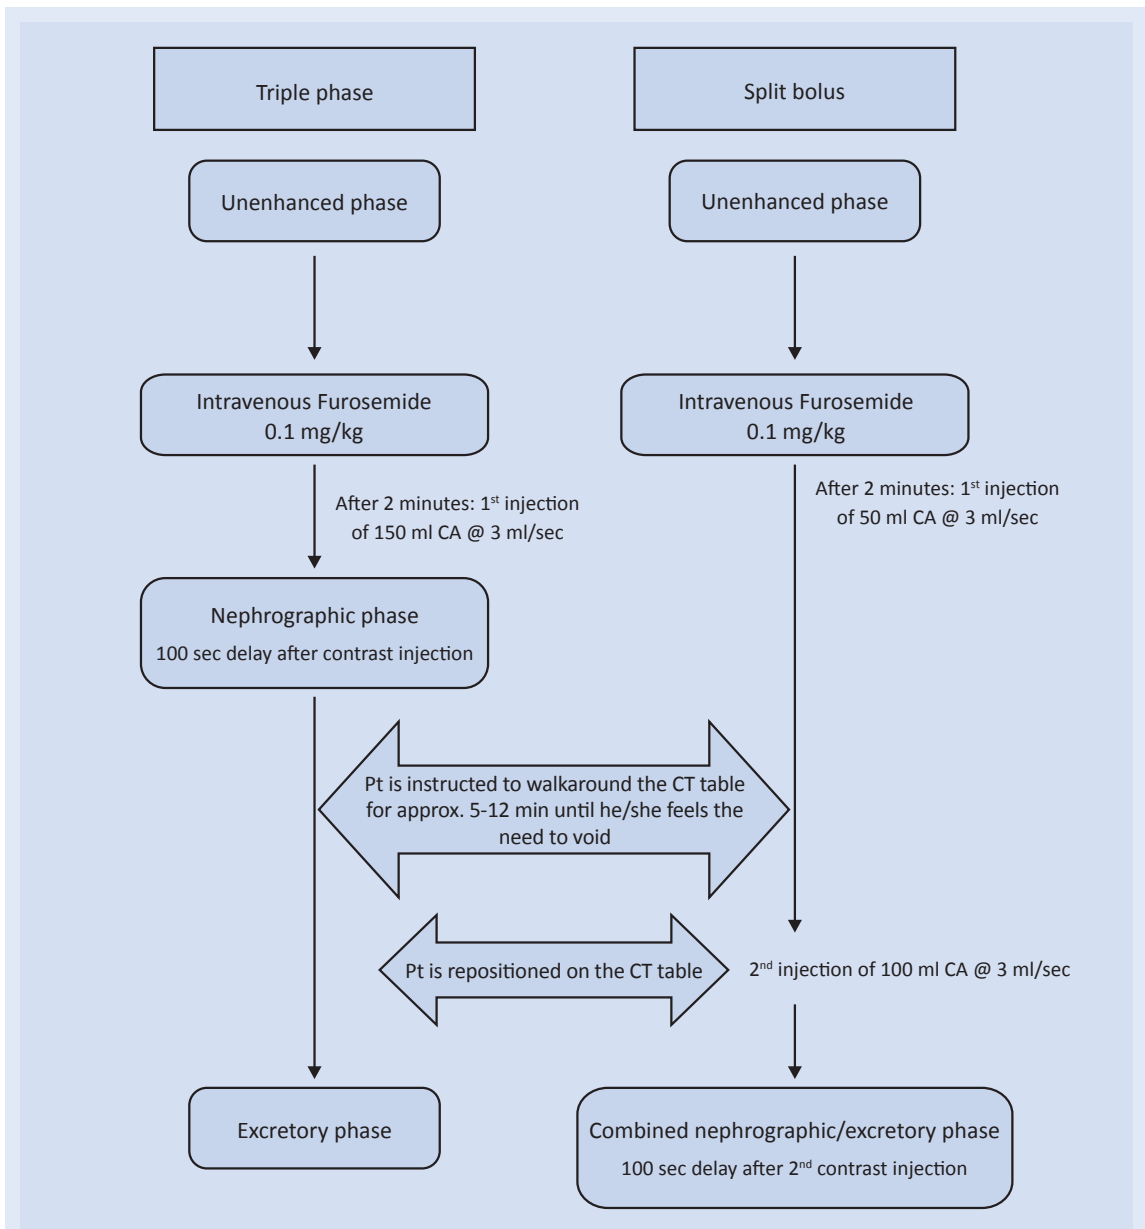 Triple phase
Split bolus
Unenhanced phase
Unenhanced phase
Intravenous Furosemide
0.1 mg/kg
Intravenous Furosemide
0.1 mg/kg
After 2 minutes: 1st injection
of 150 ml CA @ 3 ml/sec
After 2 minutes: 1st injection
of 50 ml CA @ 3 ml/sec
Nephrographic phase
100 sec delay after contrast injection
Pt is instructed to walkaround the CT table
for approx. 5-12 min until he/she feels the
need to void
Pt is repositioned on the CT table
2nd injection of 100 ml CA @ 3 ml/sec
Excretory phase
Combined nephrographic/excretory phase
100 sec delay after 2nd contrast injection